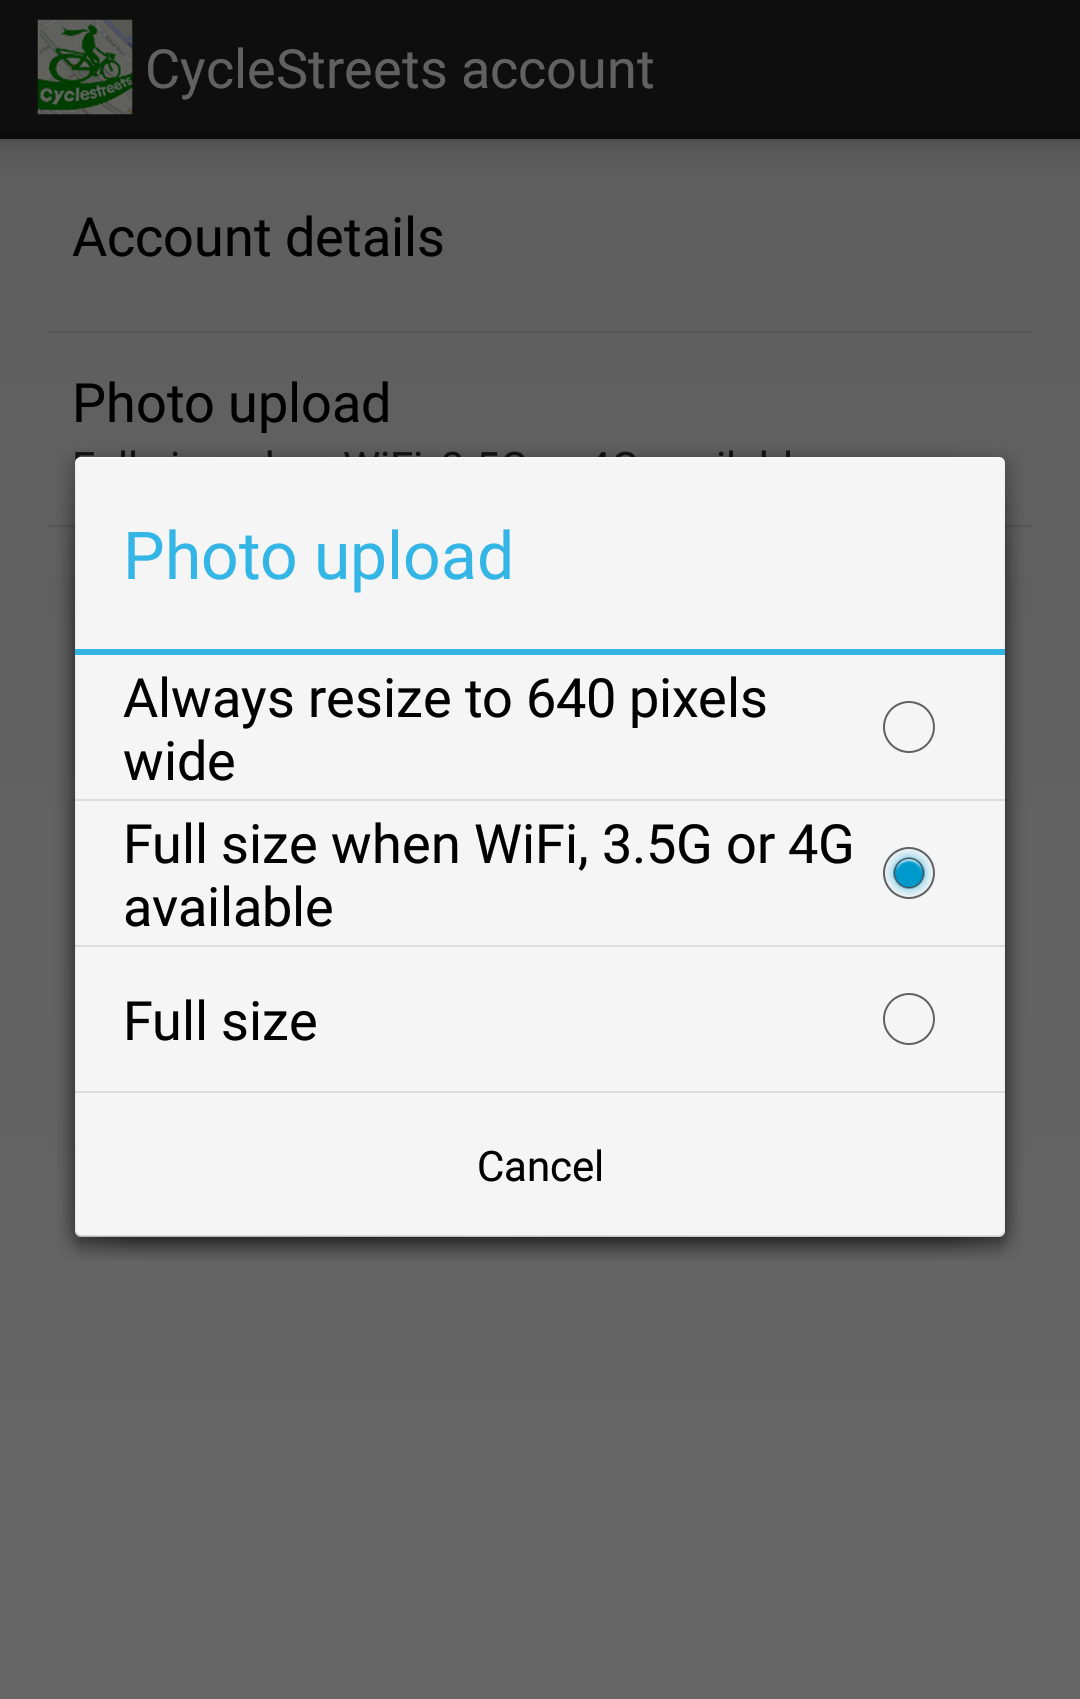 Cyclestreets
CycleStreets account
Account details
Photo upload
Photo upload
Always resize to 640 pixels
wide
Full size when WiFi, 3.5G or 4G
available
Full size
Cancel